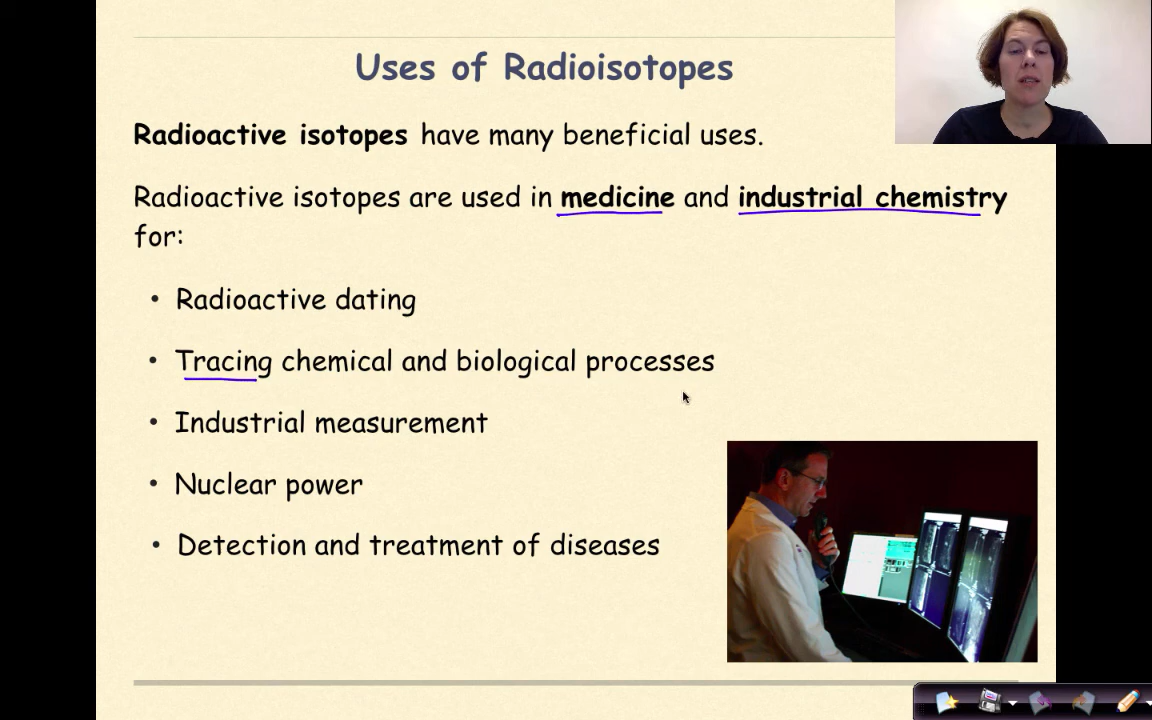 Uses of Radioisotopes
Radioactive isotopes have many beneficial uses.
Radioactive isotopes are used in medicine and industrial chemistry
for:
• Radioactive dating
• Tracing chemical and biological processes
• Industrial measurement
• Nuclear power
• Detection and treatment of diseases